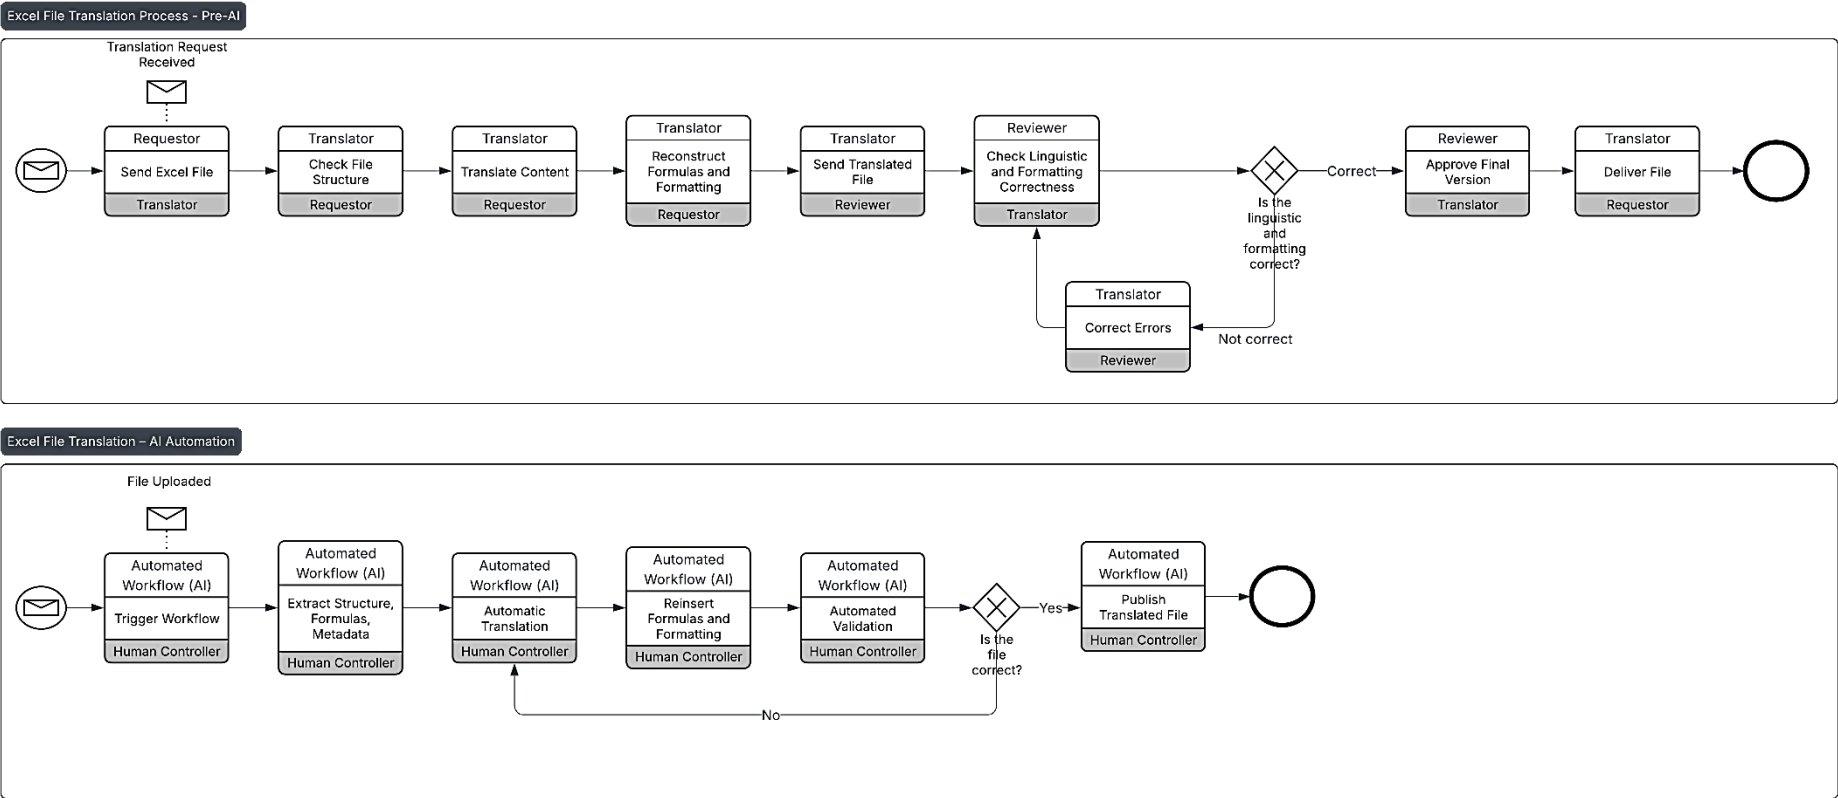 Excel File Translation Process - Pre-AI
Translation Request
Received
Requestor
Send Excel File
Translator
Translator
Check File
Structure
Requestor
Translator
Translate Content
Requestor
Translator
Reconstruct
Formulas and
Formatting
Requestor
Translator
Send Translated
File
Reviewer
Reviewer
Check Linguistic
and Formatting
Correctness
Translator
Is the
linguistic
and
formatting
correct?
Correct
Not correct
Translator
Correct Errors
Reviewer
Reviewer
Approve Final
Version
Translator
Translator
Deliver File
Requestor
Excel File Translation – AI Automation
File Uploaded
Automated
Workflow (AI)
Trigger Workflow
Human Controller
Automated
Workflow (AI)
Extract Structure,
Formulas,
Metadata
Human Controller
Automated
Workflow (AI)
Automatic
Translation
Human Controller
Automated
Workflow (AI)
Reinsert
Formulas and
Formatting
Human Controller
Automated
Workflow (AI)
Automated
Validation
Human Controller
Is the
file
correct?
Yes
No
Automated
Workflow (AI)
Publish
Translated File
Human Controller